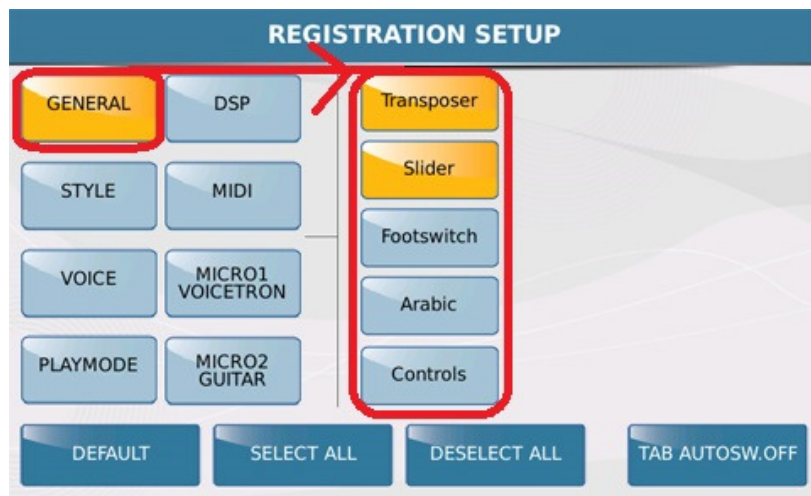 REGISTRATION SETUP
GENERAL
DSP
STYLE
MIDI
VOICE
MICRO1
VOICETRON
PLAYMODE
MICRO2
GUITAR
Transposer
Slider
Footswitch
Arabic
Controls
DEFAULT
SELECT ALL
DESELECT ALL
TAB AUTOSW.OFF